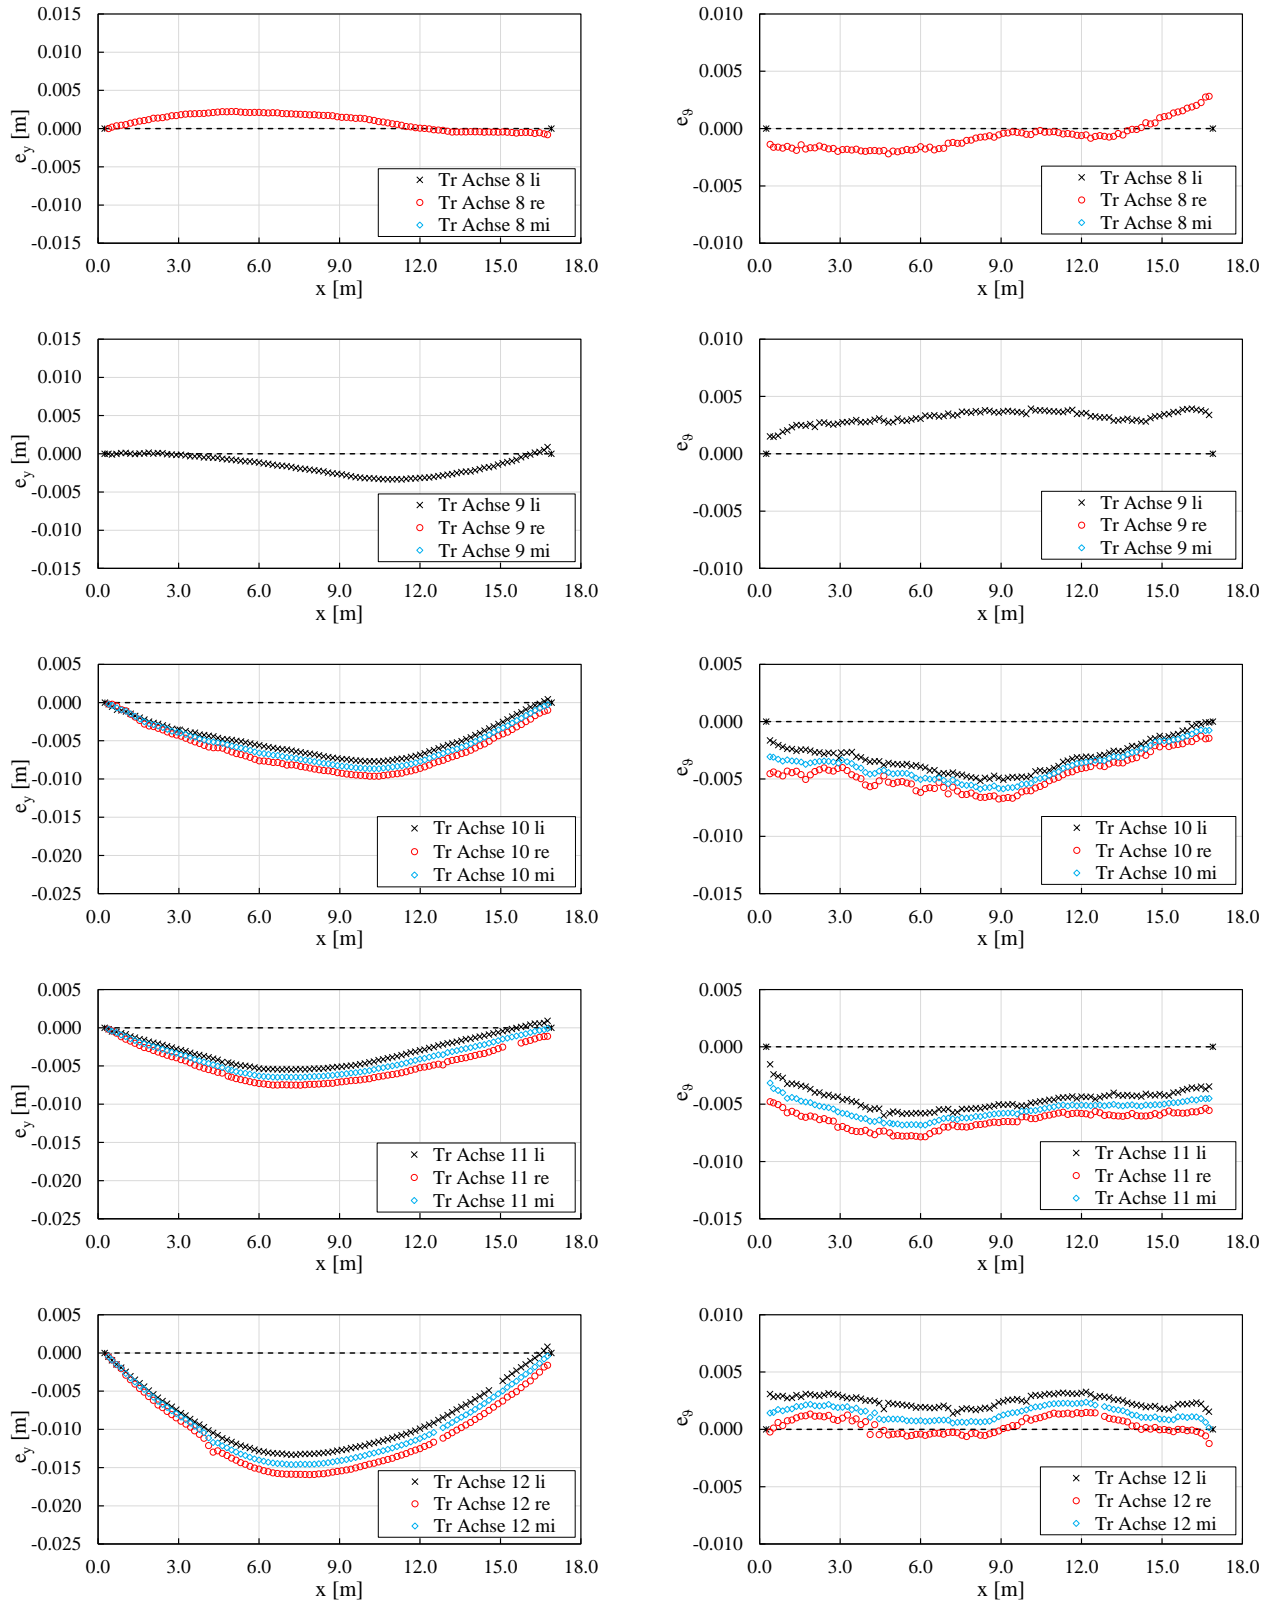 0.015
0.010
0.005
0.000
-0.005
-0.010
-0.015
e_y [m]
0.0 3.0 6.0 9.0 12.0 15.0 18.0
x [m]
Tr Achse 8 li
Tr Achse 8 re
Tr Achse 8 mi
0.010
0.005
0.000
-0.005
-0.010
e_ϑ
0.0 3.0 6.0 9.0 12.0 15.0 18.0
x [m]
Tr Achse 8 li
Tr Achse 8 re
Tr Achse 8 mi
0.015
0.010
0.005
0.000
-0.005
-0.010
-0.015
e_y [m]
0.0 3.0 6.0 9.0 12.0 15.0 18.0
x [m]
Tr Achse 9 li
Tr Achse 9 re
Tr Achse 9 mi
0.010
0.005
0.000
-0.005
-0.010
e_ϑ
0.0 3.0 6.0 9.0 12.0 15.0 18.0
x [m]
Tr Achse 9 li
Tr Achse 9 re
Tr Achse 9 mi
0.005
0.000
-0.005
-0.010
-0.015
-0.020
-0.025
e_y [m]
0.0 3.0 6.0 9.0 12.0 15.0 18.0
x [m]
Tr Achse 10 li
Tr Achse 10 re
Tr Achse 10 mi
0.005
0.000
-0.005
-0.010
-0.015
e_ϑ
0.0 3.0 6.0 9.0 12.0 15.0 18.0
x [m]
Tr Achse 10 li
Tr Achse 10 re
Tr Achse 10 mi
0.005
0.000
-0.005
-0.010
-0.015
-0.020
-0.025
e_y [m]
0.0 3.0 6.0 9.0 12.0 15.0 18.0
x [m]
Tr Achse 11 li
Tr Achse 11 re
Tr Achse 11 mi
0.005
0.000
-0.005
-0.010
-0.015
e_ϑ
0.0 3.0 6.0 9.0 12.0 15.0 18.0
x [m]
Tr Achse 11 li
Tr Achse 11 re
Tr Achse 11 mi
0.005
0.000
-0.005
-0.010
-0.015
-0.020
-0.025
e_y [m]
0.0 3.0 6.0 9.0 12.0 15.0 18.0
x [m]
Tr Achse 12 li
Tr Achse 12 re
Tr Achse 12 mi
0.010
0.005
0.000
-0.005
-0.010
e_ϑ
0.0 3.0 6.0 9.0 12.0 15.0 18.0
x [m]
Tr Achse 12 li
Tr Achse 12 re
Tr Achse 12 mi